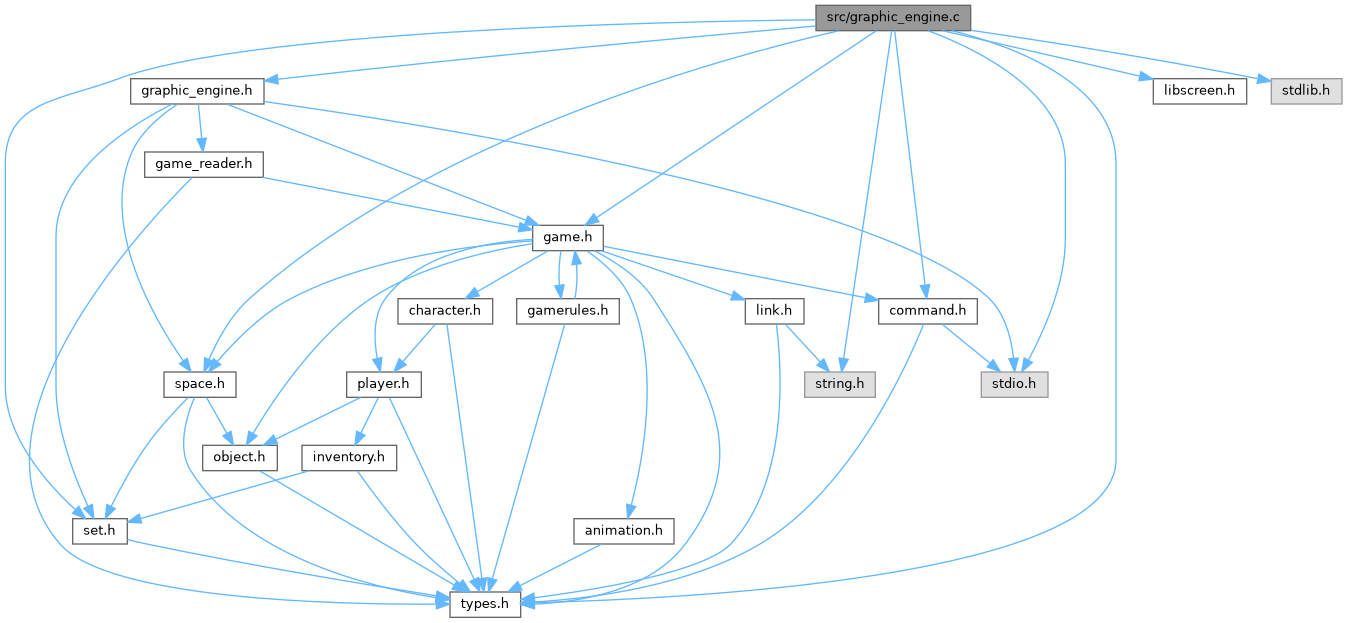 src/graphic_engine.c
graphic_engine.h
libscreen.h
stdlib.h
game_reader.h
game.h
character.h
gamerules.h
link.h
command.h
space.h
player.h
string.h
stdio.h
object.h
inventory.h
set.h
animation.h
types.h